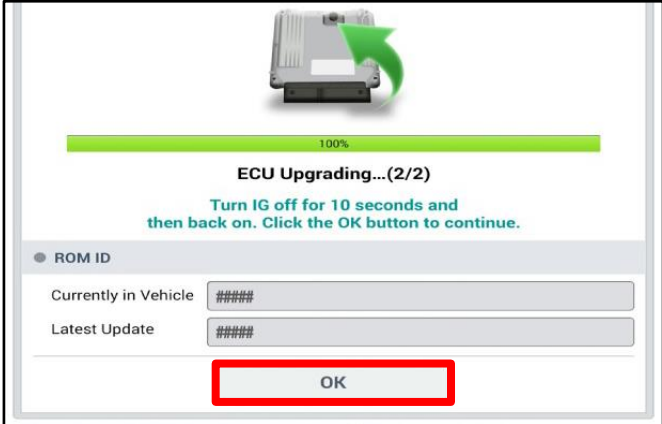 100%
ECU Upgrading...(2/2)
Turn IG off for 10 seconds and
then back on. Click the OK button to continue.
ROM ID
Currently in Vehicle #####
Latest Update #####
OK